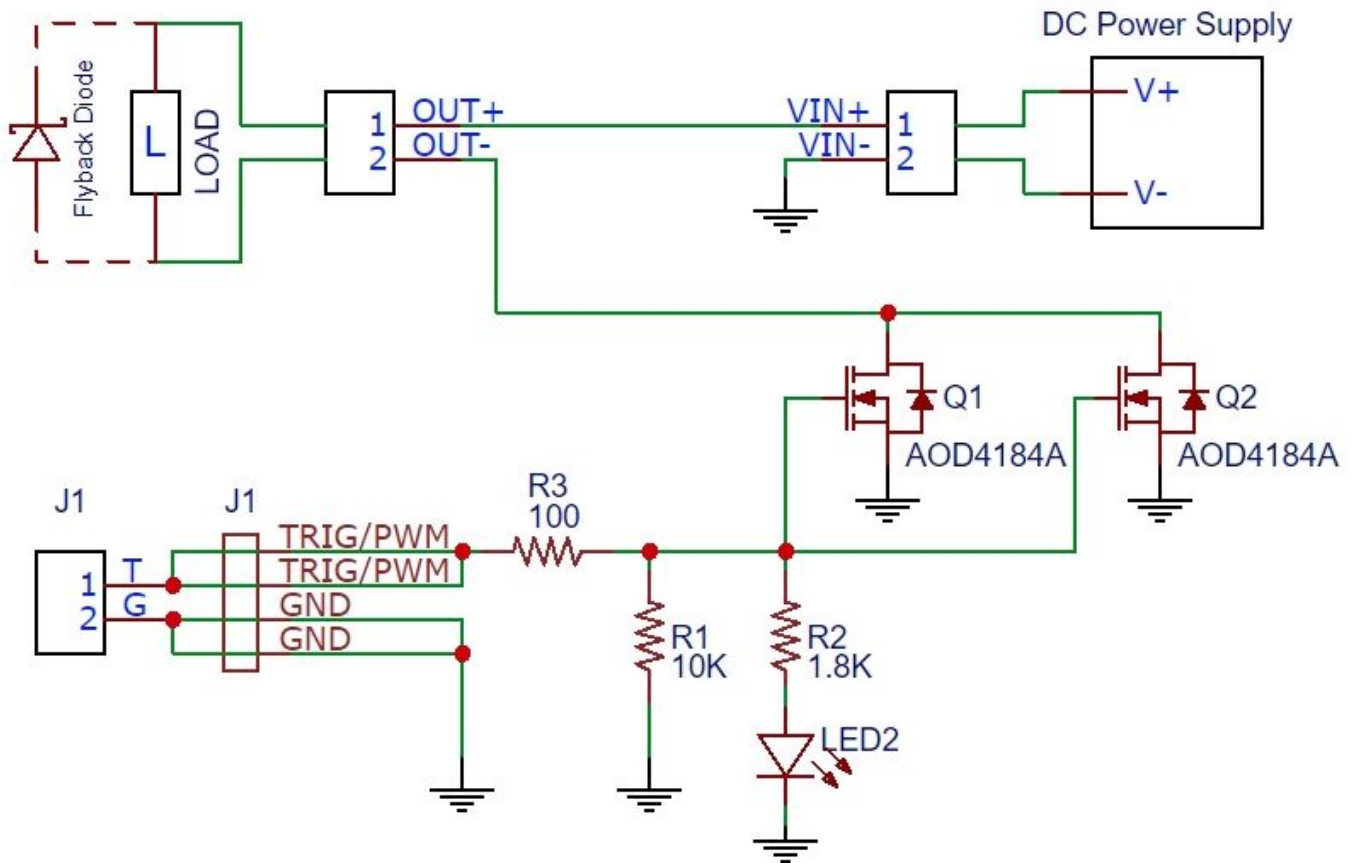 DC Power Supply
Flyback Diode
L
LOAD
1
2
OUT+
OUT-
VIN+
VIN-
1
2
V+
V-
Q1
AOD4184A
Q2
AOD4184A
J1
1
2
T
G
J1
TRIG/PWM
TRIG/PWM
GND
GND
R3
100
R1
10K
R2
1.8K
LED2